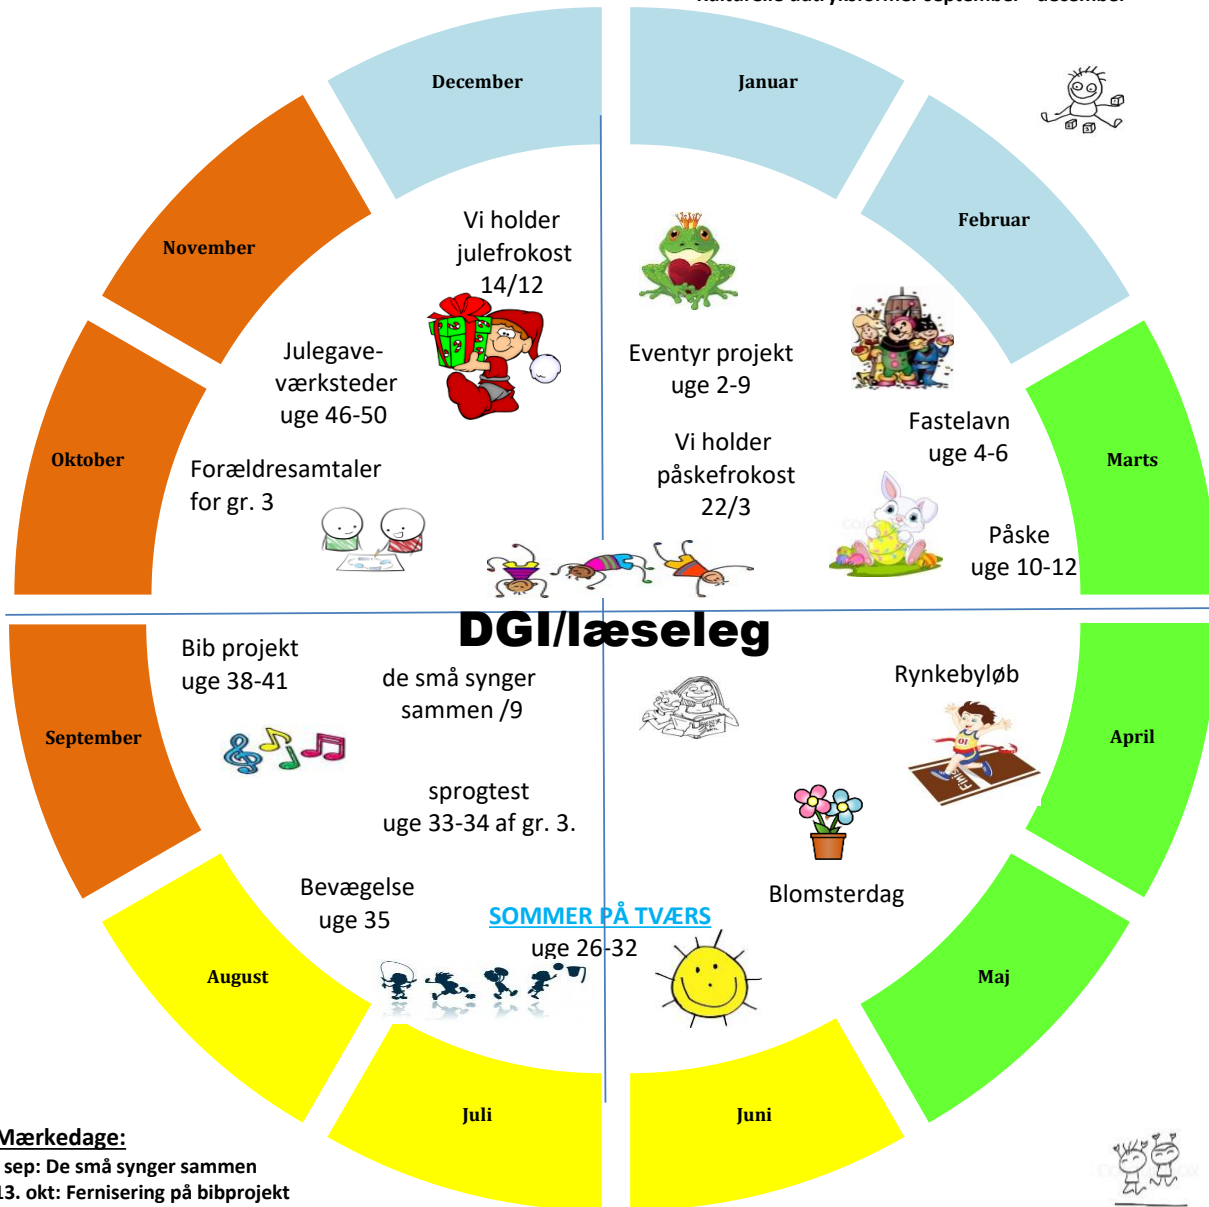 Kulturelle udtryksformer september - december
December
Januar
Februar
November
Vi holder
julefrokost
14/12
Julegave-
værksteder
uge 46-50
Eventyr projekt
uge 2-9
Fastelavn
uge 4-6
Oktober
Marts
Forældresamtaler
for gr. 3
Vi holder
påskefrokost
22/3
Påske
uge 10-12
DGI/læseleg
Bib projekt
uge 38-41
de små synger
sammen /9
Rynkebyløb
September
April
sprogtest
uge 33-34 af gr. 3.
Bevægelse
uge 35
SOMMER PÅ TVÆRS
uge 26-32
Blomsterdag
August
Maj
Juli
Juni
Mærkedage:
sep: De små synger sammen
13. okt: Fernisering på bibprojekt